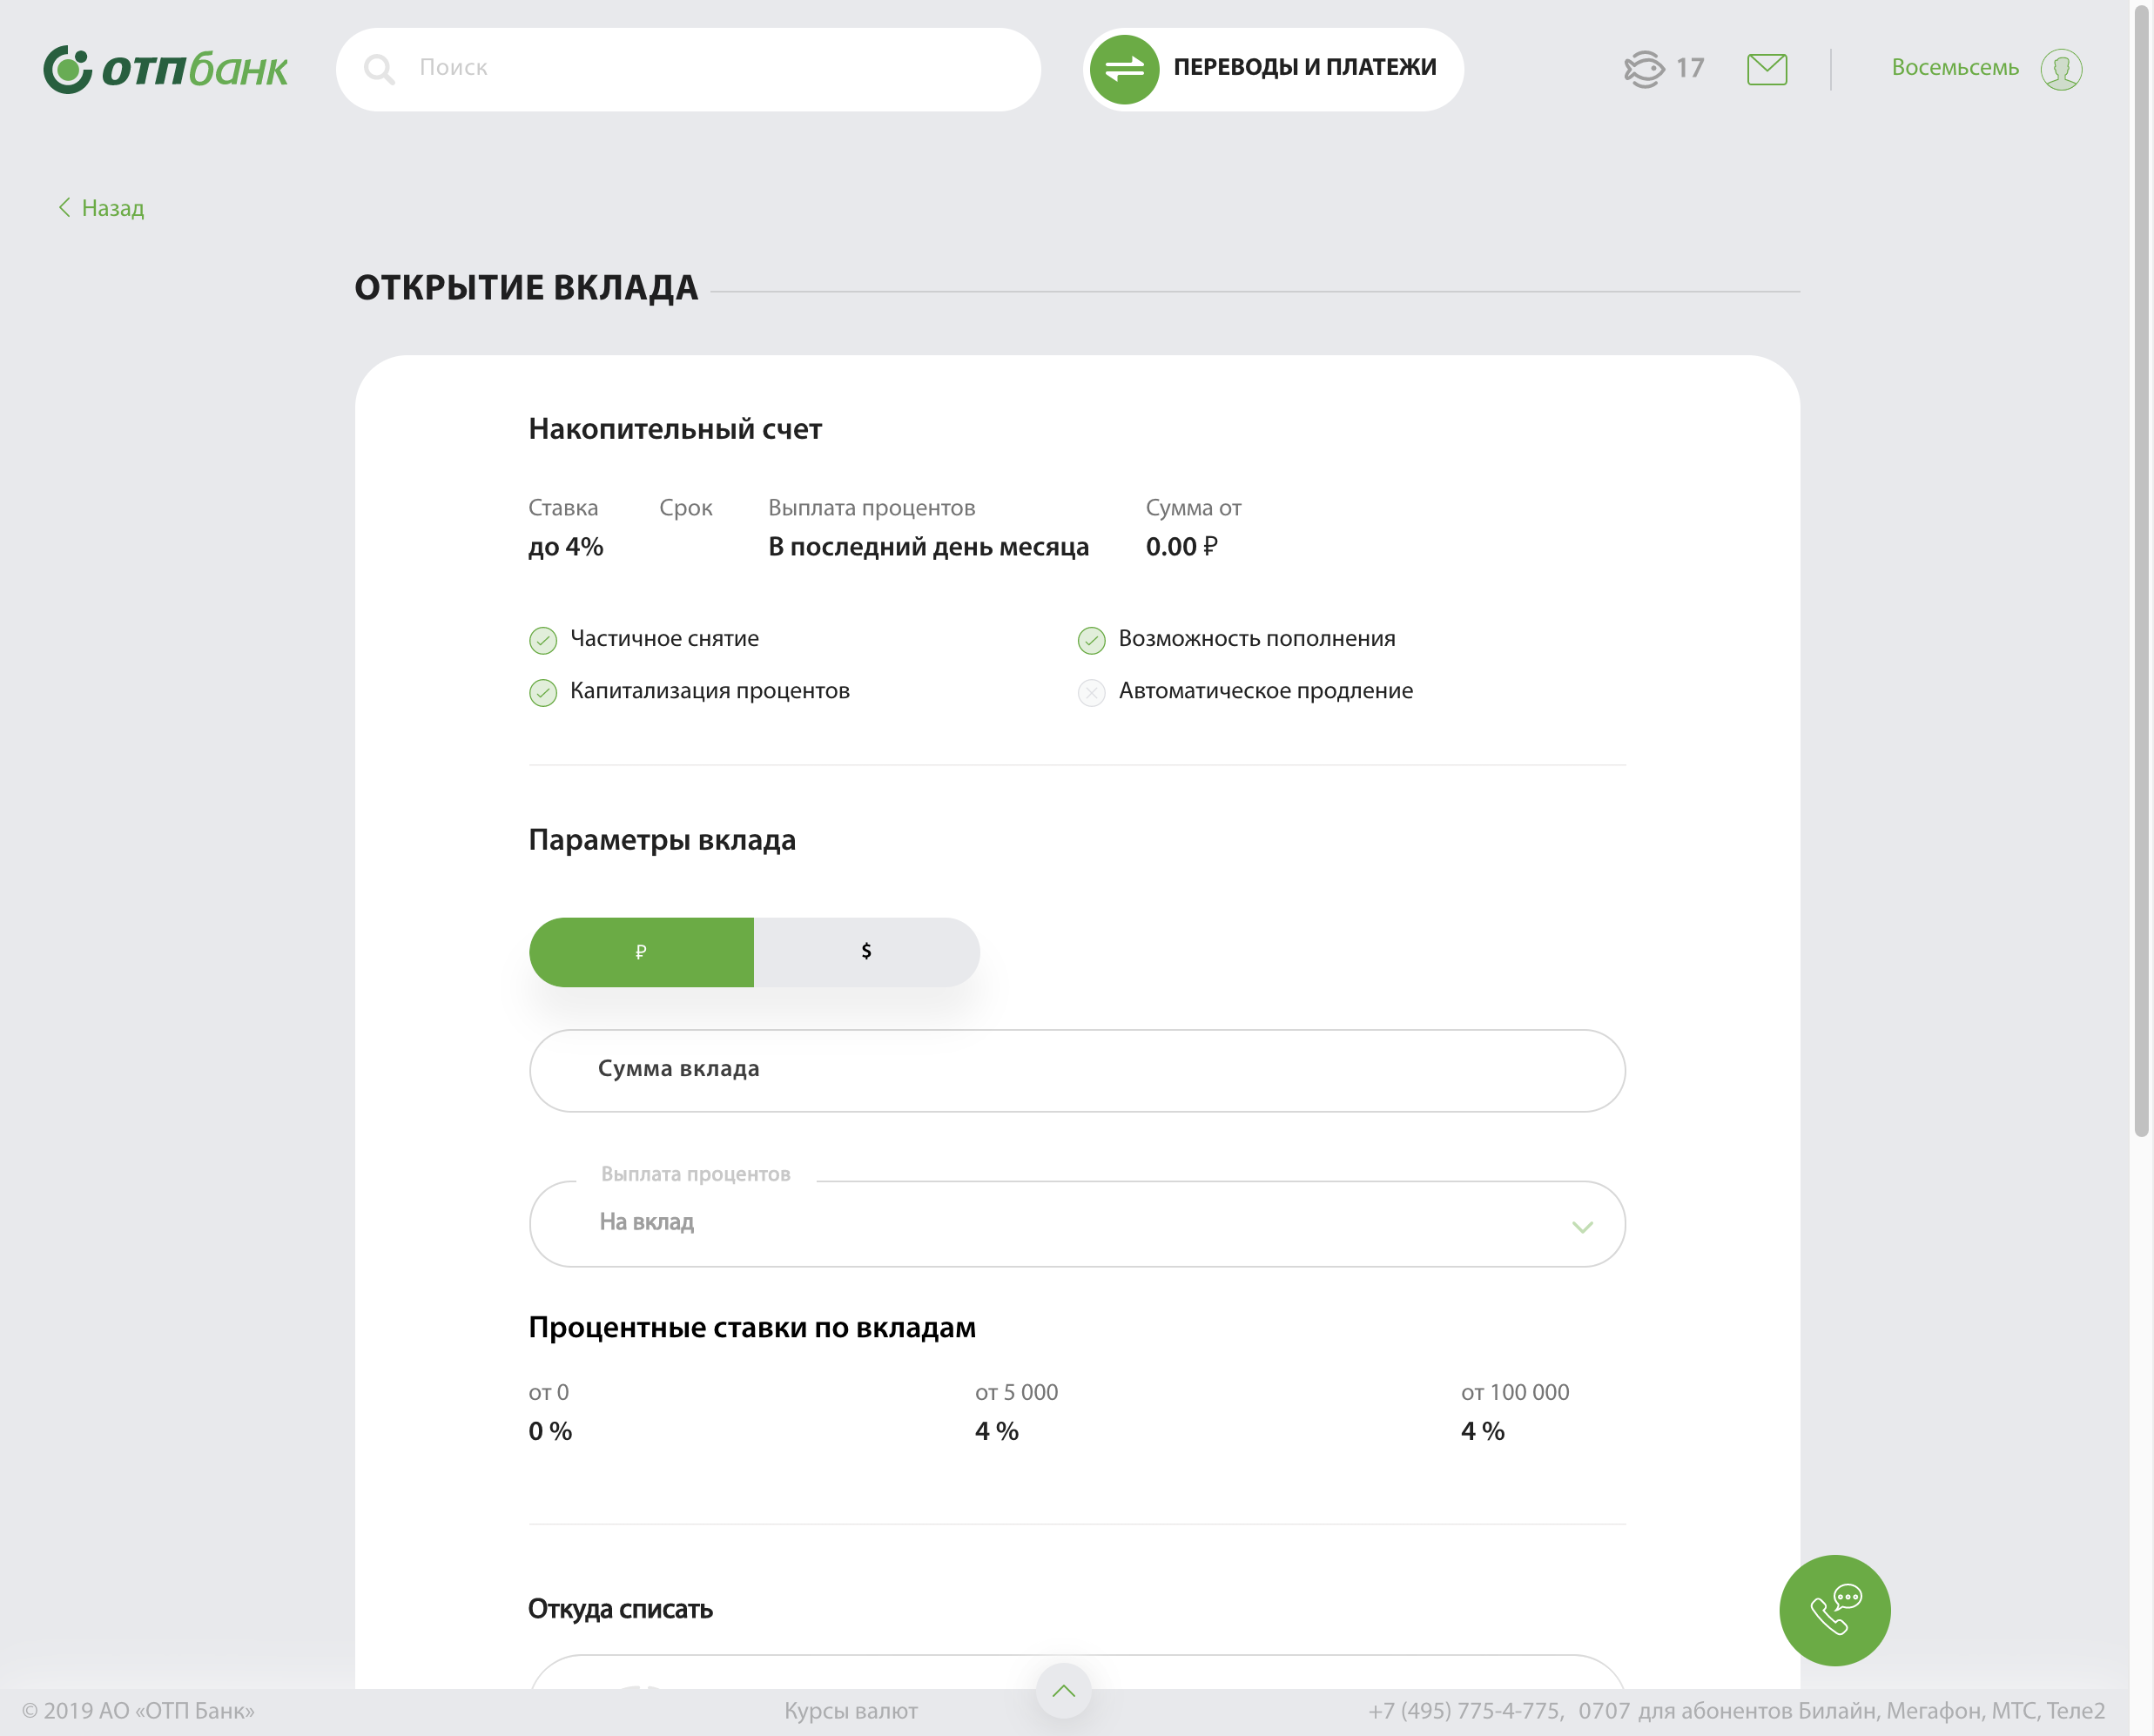 отпбанк
Поиск
ПЕРЕВОДЫ И ПЛАТЕЖИ
17
Восемьсемь
Назад
ОТКРЫТИЕ ВКЛАДА
Накопительный счет
Ставка Срок Выплата процентов Сумма от
до 4% В последний день месяца 0.00 ₽
Частичное снятие Возможность пополнения
Капитализация процентов Автоматическое продление
Параметры вклада
₽ $
Сумма вклада
Выплата процентов
На вклад
Процентные ставки по вкладам
от 0 от 5 000 от 100 000
0 % 4 % 4 %
Откуда списать
© 2019 АО «ОТП Банк» Курсы валют +7 (495) 775-4-775, 0707 для абонентов Билайн, Мегафон, МТС, Теле2